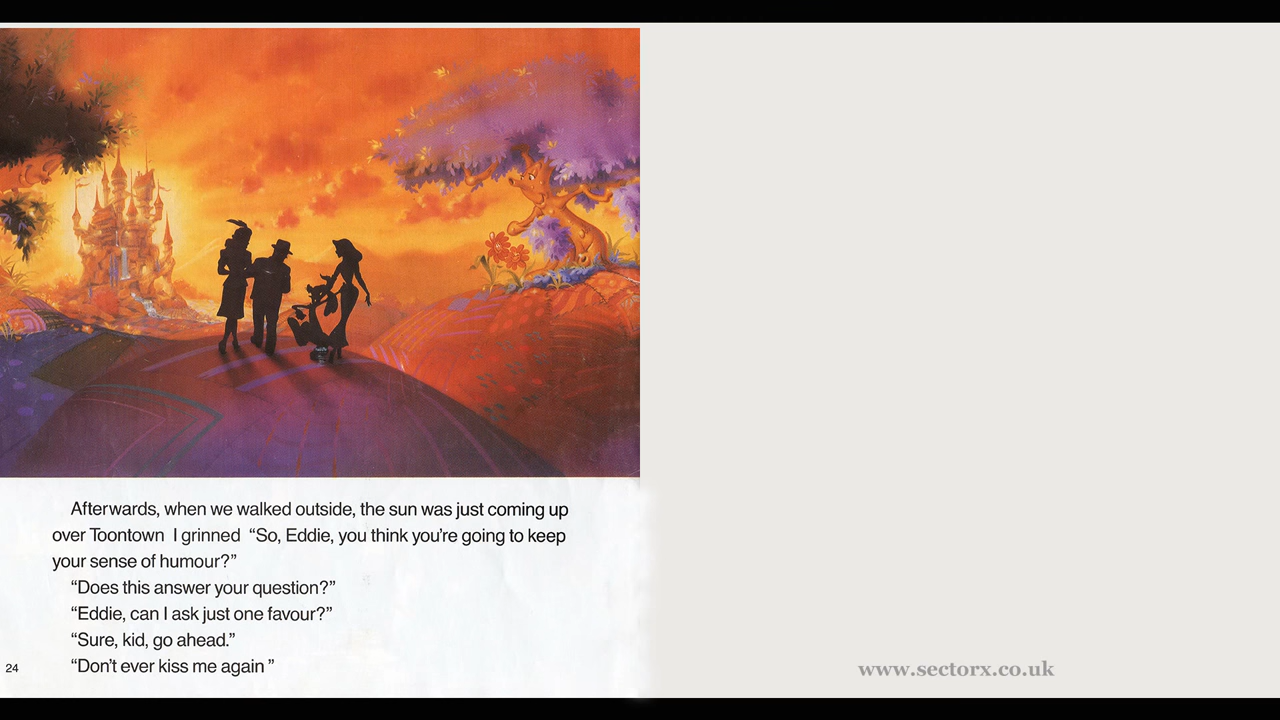 Afterwards, when we walked outside, the sun was just coming up
over Toontown I grinned “So, Eddie, you think you’re going to keep
your sense of humour?”
“Does this answer your question?”
“Eddie, can I ask just one favour?”
“Sure, kid, go ahead.”
“Don’t ever kiss me again ”
24
www.sectorx.co.uk